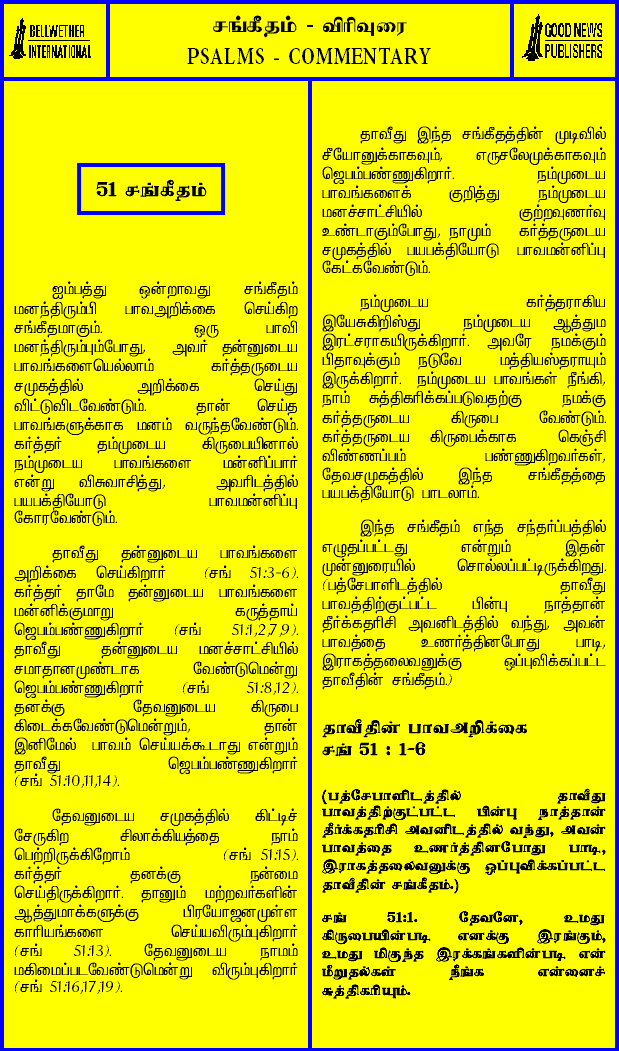 BELLWETHER
INTERNATIONAL
சங்கீதம் - விரிவுரை
PSALMS - COMMENTARY
GOOD NEWS
PUBLISHERS
51 சங்கீதம்
ஐம்பத்து ஒன்றாவது சங்கீதம்
மனந்திரும்பி பாவஅறிக்கை செய்கிற
சங்கீதமாகும். ஒரு பாவி
மனந்திரும்பும்போது, அவர் தன்னுடைய
பாவங்களையெல்லாம் கர்த்தருடைய
சமுகத்தில் அறிக்கை செய்து
விட்டுவிடவேண்டும். தான் செய்த
பாவங்களுக்காக மனம் வருந்தவேண்டும்.
கர்த்தர் தம்முடைய கிருபையினால்
நம்முடைய பாவங்களை மன்னிப்பார்
என்று விசுவாசித்து, அவரிடத்தில்
பயபக்தியோடு பாவமன்னிப்பு
கோரவேண்டும்.
தாவீது தன்னுடைய பாவங்களை
அறிக்கை செய்கிறார் (சங் 51:3-6).
கர்த்தர் தாமே தன்னுடைய பாவங்களை
மன்னிக்குமாறு கருத்தாய்
ஜெபம்பண்ணுகிறார் (சங் 51:1,2,7,9).
தாவீது தன்னுடைய மனச்சாட்சியில்
சமாதானமுண்டாக வேண்டுமென்று
ஜெபம்பண்ணுகிறார் (சங் 51:8,12).
தனக்கு தேவனுடைய கிருபை
கிடைக்கவேண்டுமென்றும், தான்
இனிமேல் பாவம் செய்யக்கூடாது என்றும்
தாவீது ஜெபம்பண்ணுகிறார்
(சங் 51:10,11,14).
தேவனுடைய சமுகத்தில் கிட்டிச்
சேருகிற சிலாக்கியத்தை நாம்
பெற்றிருக்கிறோம் (சங் 51:15).
கர்த்தர் தனக்கு நன்மை
செய்திருக்கிறார். தானும் மற்றவர்களின்
ஆத்துமாக்களுக்கு பிரயோஜனமுள்ள
காரியங்களை செய்யவிரும்புகிறார்
(சங் 51:13). தேவனுடைய நாமம்
மகிமைப்படவேண்டுமென்று விரும்புகிறார்
(சங் 51:16,17,19).
தாவீது இந்த சங்கீதத்தின் முடிவில்
சீயோனுக்காகவும், எருசலேமுக்காகவும்
ஜெபம்பண்ணுகிறார். நம்முடைய
பாவங்களைக் குறித்து நம்முடைய
மனச்சாட்சியில் குற்றவுணர்வு
உண்டாகும்போது, நாமும் கர்த்தருடைய
சமுகத்தில் பயபக்தியோடு பாவமன்னிப்பு
கேட்கவேண்டும்.
நம்முடைய கர்த்தராகிய
இயேசுகிறிஸ்து நம்முடைய ஆத்தும
இரட்சகராகயிருக்கிறார். அவரே நமக்கும்
பிதாவுக்கும் நடுவே மத்தியஸ்தராயும்
இருக்கிறார். நம்முடைய பாவங்கள் நீங்கி,
நாம் சுத்திகரிக்கப்படுவதற்கு நமக்கு
கர்த்தருடைய கிருபை வேண்டும்.
கர்த்தருடைய கிருபைக்காக கெஞ்சி
விண்ணப்பம் பண்ணுகிறவர்கள்,
தேவசமுகத்தில் இந்த சங்கீதத்தை
பயபக்தியோடு பாடலாம்.
இந்த சங்கீதம் எந்த சந்தர்ப்பத்தில்
எழுதப்பட்டது என்றும் இதன்
முன்னுரையில் சொல்லப்பட்டிருக்கிறது.
(பத்சேபாளிடத்தில் தாவீது
பாவத்திற்குட்பட்ட பின்பு நாத்தான்
தீர்க்கதரிசி அவனிடத்தில் வந்து, அவன்
பாவத்தை உணர்த்தினபோது பாடி,
இராகத்தலைவனுக்கு ஒப்புவிக்கப்பட்ட
தாவீதின் சங்கீதம்.)
தாவீதின் பாவஅறிக்கை
சங் 51 : 1-6
(பத்சேபாளிடத்தில் தாவீது
பாவத்திற்குட்பட்ட பின்பு நாத்தான்
தீர்க்கதரிசி அவனிடத்தில் வந்து, அவன்
பாவத்தை உணர்த்தினபோது பாடி,
இராகத்தலைவனுக்கு ஒப்புவிக்கப்பட்ட
தாவீதின் சங்கீதம்.)
சங் 51:1. தேவனே, உமது
கிருபையின்படி எனக்கு இரங்கும்,
உமது மிகுந்த இரக்கங்களின்படி என்
மீறுதல்கள் நீங்க என்னைச்
சுத்திகரியும்.